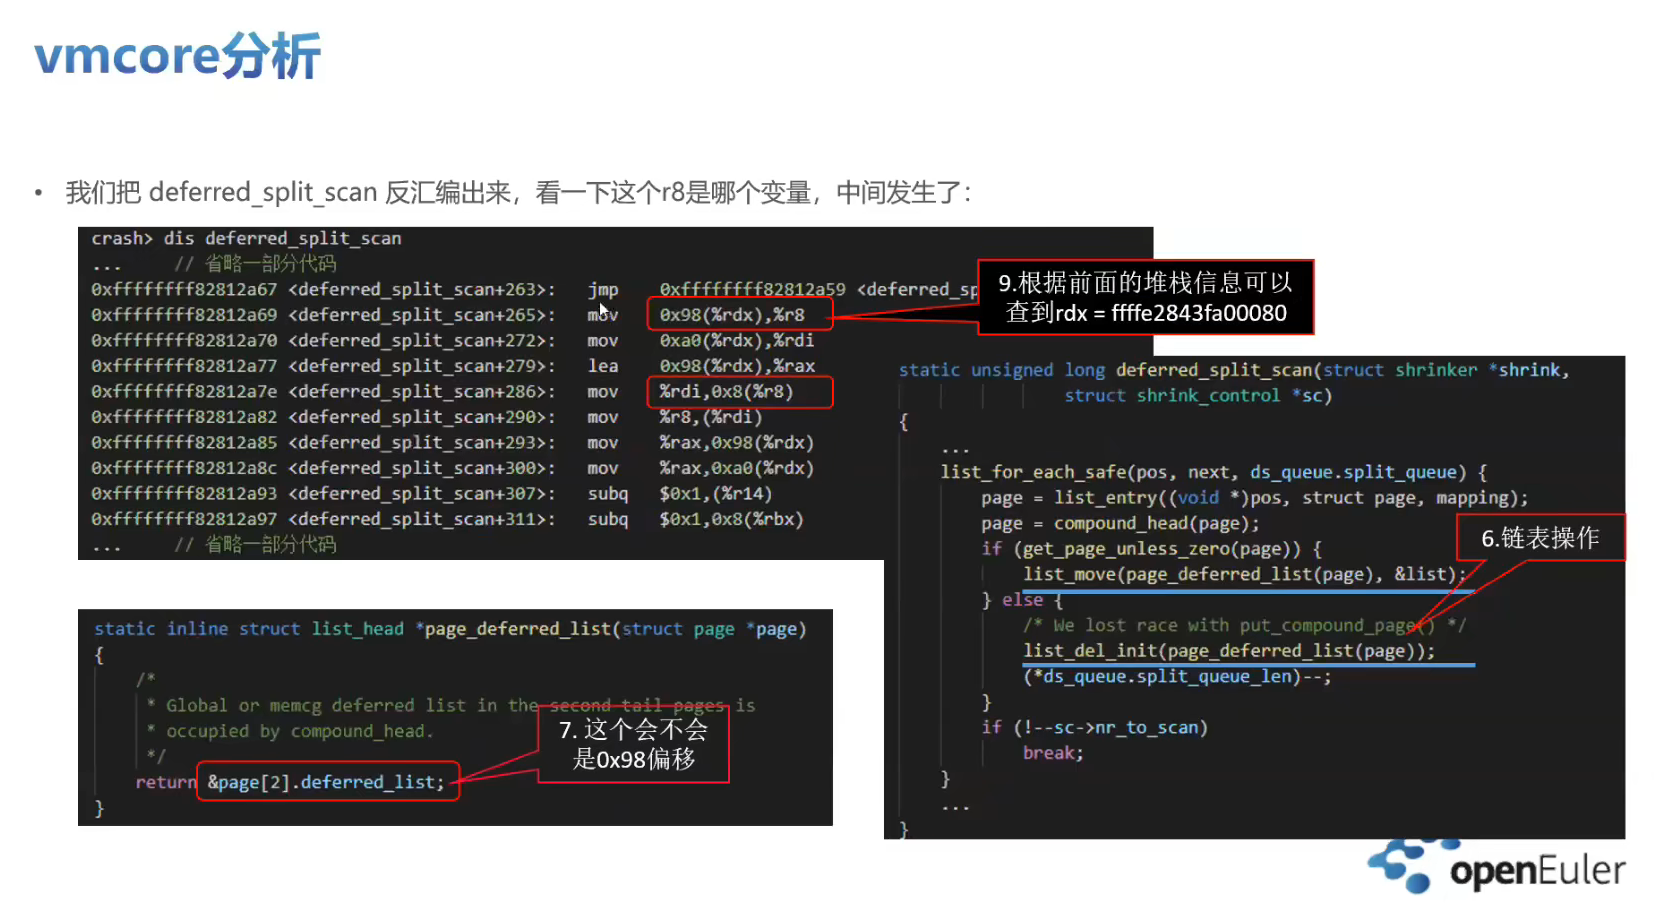 vmcore分析
• 我们把 deferred_split_scan 反汇编出来，看一下这个r8是哪个变量，中间发生了：
crash> dis deferred_split_scan
... // 省略一部分代码
0xffffffff82812a67 <deferred_split_scan+263>: jmp 0xffffffff82812a59 <deferred_sp
0xffffffff82812a69 <deferred_split_scan+265>: mov 0x98(%rdx),%r8
0xffffffff82812a70 <deferred_split_scan+272>: mov 0xa0(%rdx),%rdi
0xffffffff82812a77 <deferred_split_scan+279>: lea 0x98(%rdx),%rax
0xffffffff82812a7e <deferred_split_scan+286>: mov %rdi,0x8(%r8)
0xffffffff82812a82 <deferred_split_scan+290>: mov %r8,(%rdi)
0xffffffff82812a85 <deferred_split_scan+293>: mov %rax,0x98(%rdx)
0xffffffff82812a8c <deferred_split_scan+300>: mov %rax,0xa0(%rdx)
0xffffffff82812a93 <deferred_split_scan+307>: subq $0x1,(%r14)
0xffffffff82812a97 <deferred_split_scan+311>: subq $0x1,0x8(%rbx)
... // 省略一部分代码
9.根据前面的堆栈信息可以
查到rdx = ffffe2843fa00080
static unsigned long deferred_split_scan(struct shrinker *shrink,
struct shrink_control *sc)
{
...
list_for_each_safe(pos, next, ds_queue.split_queue) {
page = list_entry((void *)pos, struct page, mapping);
page = compound_head(page);
if (get_page_unless_zero(page)) {
list_move(page_deferred_list(page), &list);
} else {
/* We lost race with put_compound_page() */
list_del_init(page_deferred_list(page));
(*ds_queue.split_queue_len)--;
}
if (!--sc->nr_to_scan)
break;
}
...
}
6.链表操作
static inline struct list_head *page_deferred_list(struct page *page)
{
/*
* Global or memcg deferred list in the second tail pages is
* occupied by compound_head.
*/
return &page[2].deferred_list;
}
7. 这个会不会
是0x98偏移
openEuler